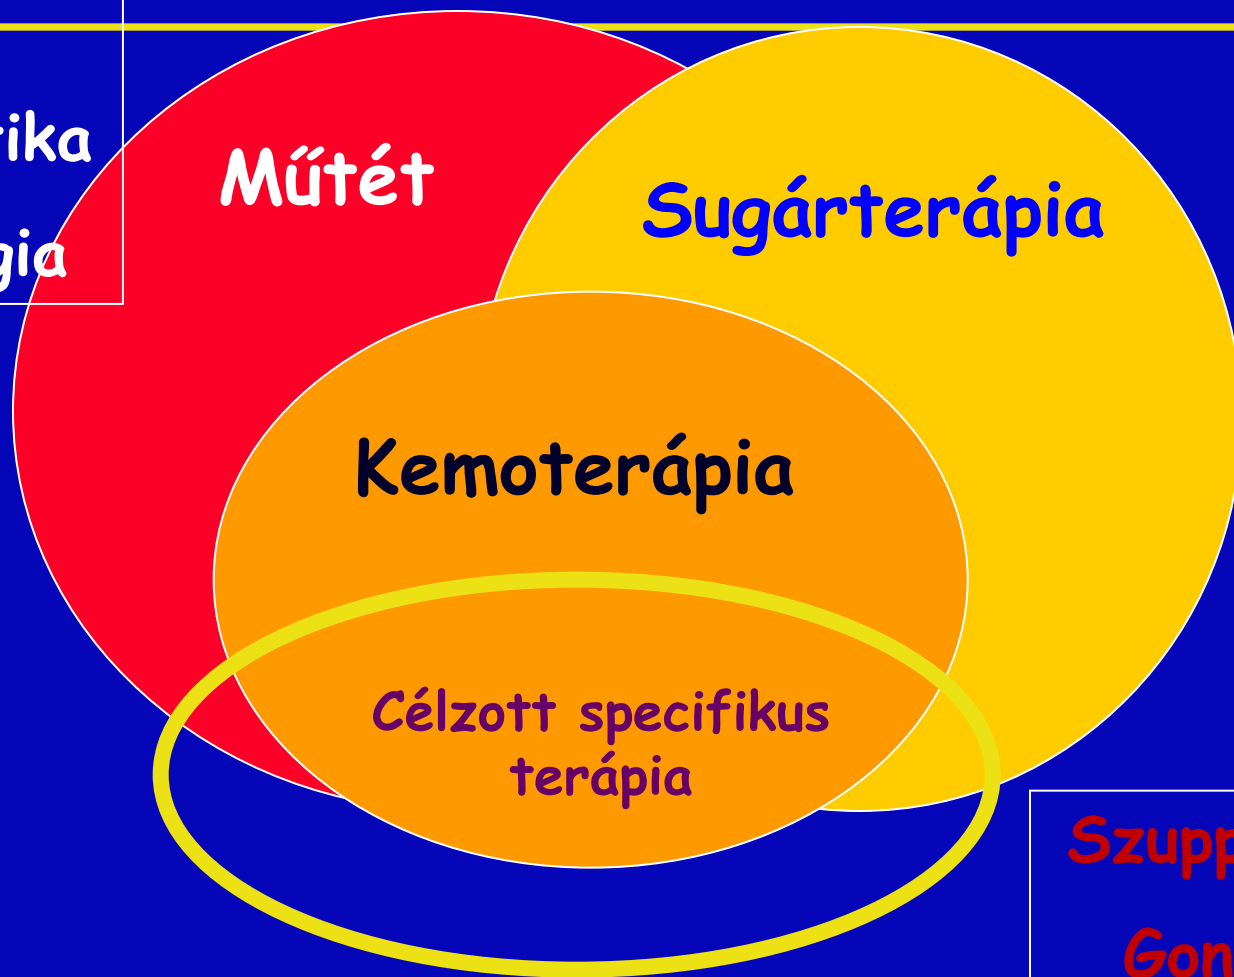 Műtét
Sugárterápia
Kemoterápia
Célzott specifikus
terápia